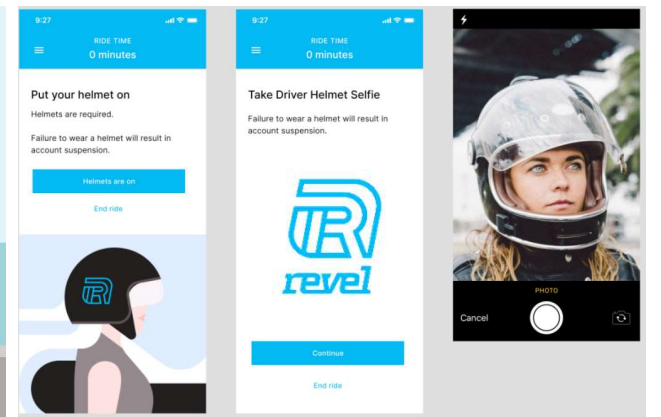 9:27
RIDE TIME
0 minutes
Put your helmet on
Helmets are required.
Failure to wear a helmet will result in
account suspension.
Helmets are on
End ride
R
9:27
RIDE TIME
0 minutes
Take Driver Helmet Selfie
Failure to wear a helmet will result in
account suspension.
R
revel
Continue
End ride
PHOTO
Cancel